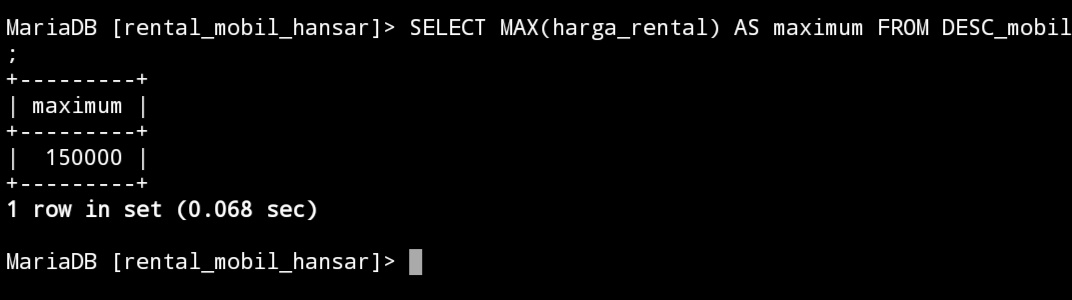 MariaDB [rental_mobil_hansar]> SELECT MAX(harga_rental) AS maximum FROM DESC_mobil
;
+---------+
| maximum |
+---------+
|  150000 |
+---------+
1 row in set (0.068 sec)
MariaDB [rental_mobil_hansar]>